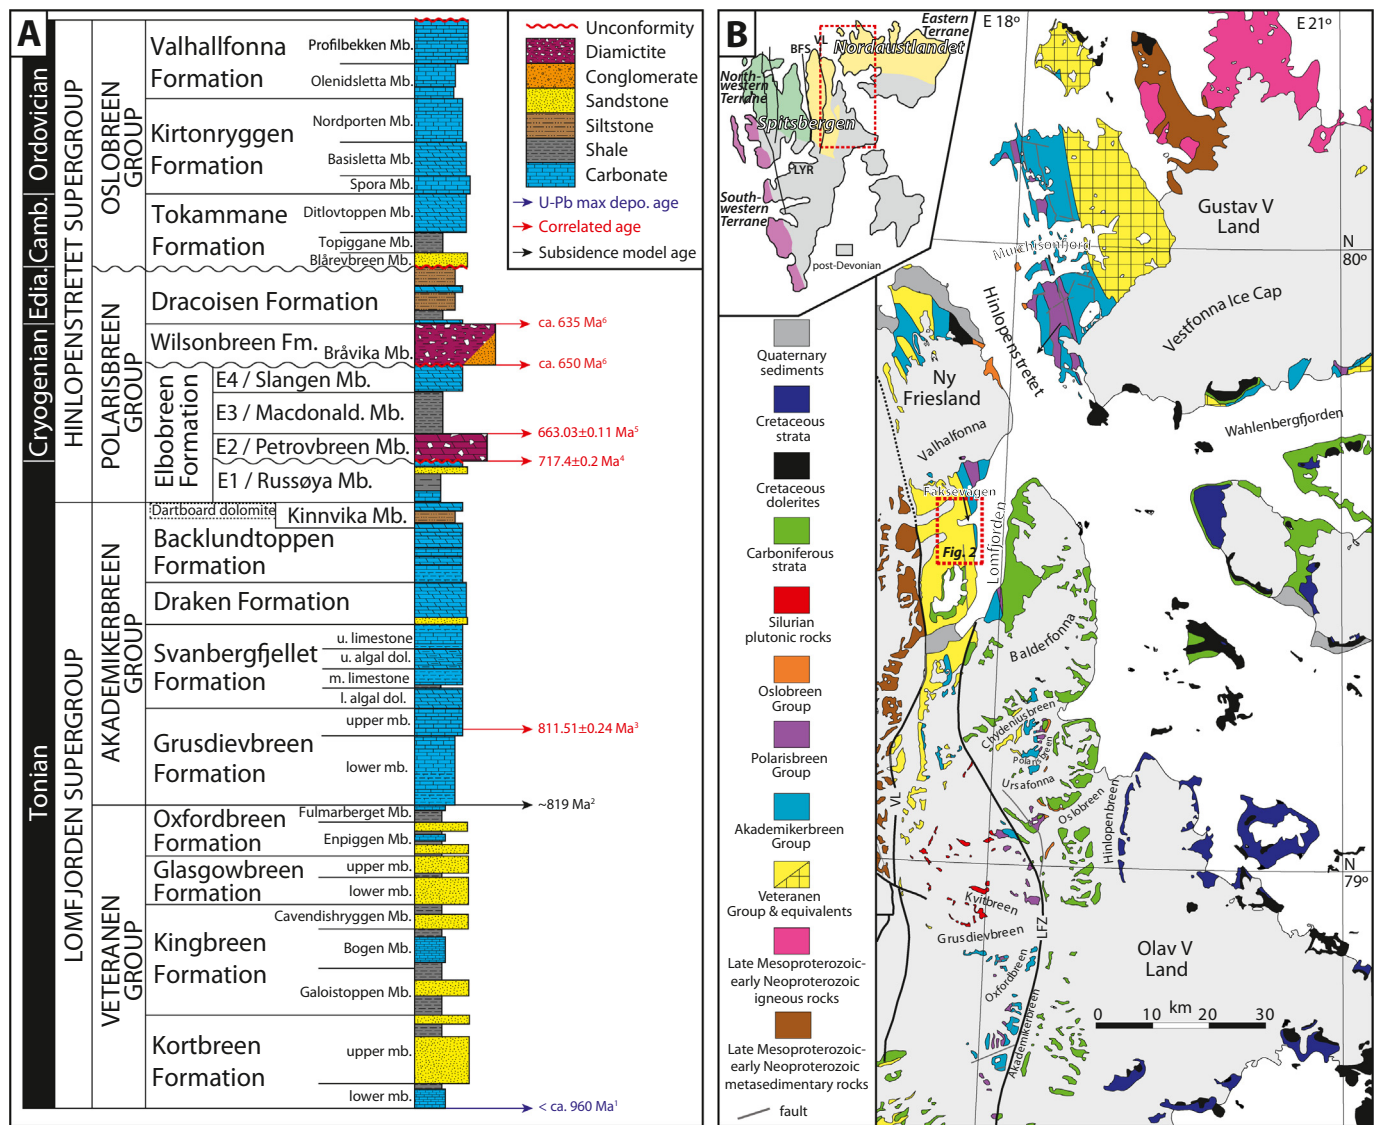 A
Ordovician
Camb.
Edia.
Cryogenian
Tonian
HINLOPENSTRETET SUPERGROUP
LOMFJORDEN SUPERGROUP
OSLOBREEN
GROUP
POLARISBREEN
GROUP
AKADEMIKERBREEN
GROUP
VETERANEN
GROUP
Valhallfonna
Formation
Profilbekken Mb.
Olenidsletta Mb.
Kirtonryggen
Formation
Nordporten Mb.
Basisletta Mb.
Spora Mb.
Tokammane
Formation
Ditlovtoppen Mb.
Topiggane Mb.
Blårevbreen Mb.
Dracoisen Formation
Wilsonbreen Fm.
Bråvika Mb.
Elbobreen
Formation
E4 / Slangen Mb.
E3 / Macdonald. Mb.
E2 / Petrovbreen Mb.
E1 / Russøya Mb.
Dartboard dolomite
Kinnvika Mb.
Backlundtoppen
Formation
Draken Formation
Svanbergfjellet
Formation
u. limestone
u. algal dol.
m. limestone
l. algal dol.
Grusdievbreen
Formation
upper mb.
lower mb.
Oxfordbreen
Formation
Fulmarberget Mb.
Enpiggen Mb.
Glasgowbreen
Formation
upper mb.
lower mb.
Kingbreen
Formation
Cavendishryggen Mb.
Bogen Mb.
Galoistoppen Mb.
Kortbreen
Formation
upper mb.
lower mb.
Unconformity
Diamictite
Conglomerate
Sandstone
Siltstone
Shale
Carbonate
U-Pb max depo. age
Correlated age
Subsidence model age
ca. 635 Ma⁶
ca. 650 Ma⁶
663.03±0.11 Ma⁵
717.4±0.2 Ma⁴
811.51±0.24 Ma³
~819 Ma²
< ca. 960 Ma¹
B
Eastern
Terrane
Nordaustlandet
VL
BFS
North-
western
Terrane
Spitsbergen
LYR
South-
western
Terrane
post-Devonian
Quaternary
sediments
Cretaceous
strata
Cretaceous
dolerites
Carboniferous
strata
Silurian
plutonic rocks
Oslobreen
Group
Polarisbreen
Group
Akademikerbreen
Group
Veteranen
Group & equivalents
Late Mesoproterozoic-
early Neoproterozoic
igneous rocks
Late Mesoproterozoic-
early Neoproterozoic
metasedimentary rocks
fault
E 18º
E 21º
Gustav V
Land
N
80º
Murchisonfjord
Hinlopenstretet
Vestfonna Ice Cap
Ny
Friesland
Valhalfonna
Wahlenbergfjorden
Faksevågen
Lomfjorden
Fig. 2
Balderfonna
Chydeniusbreen
Polarisbreen
Ursafonna
Oslobreen
Hinlopenbreen
VL
N
79º
Kvitbreen
Grusdievbreen
LFZ
Oxfordbreen
Akademikerbreen
Olav V
Land
km
0 10 20 30